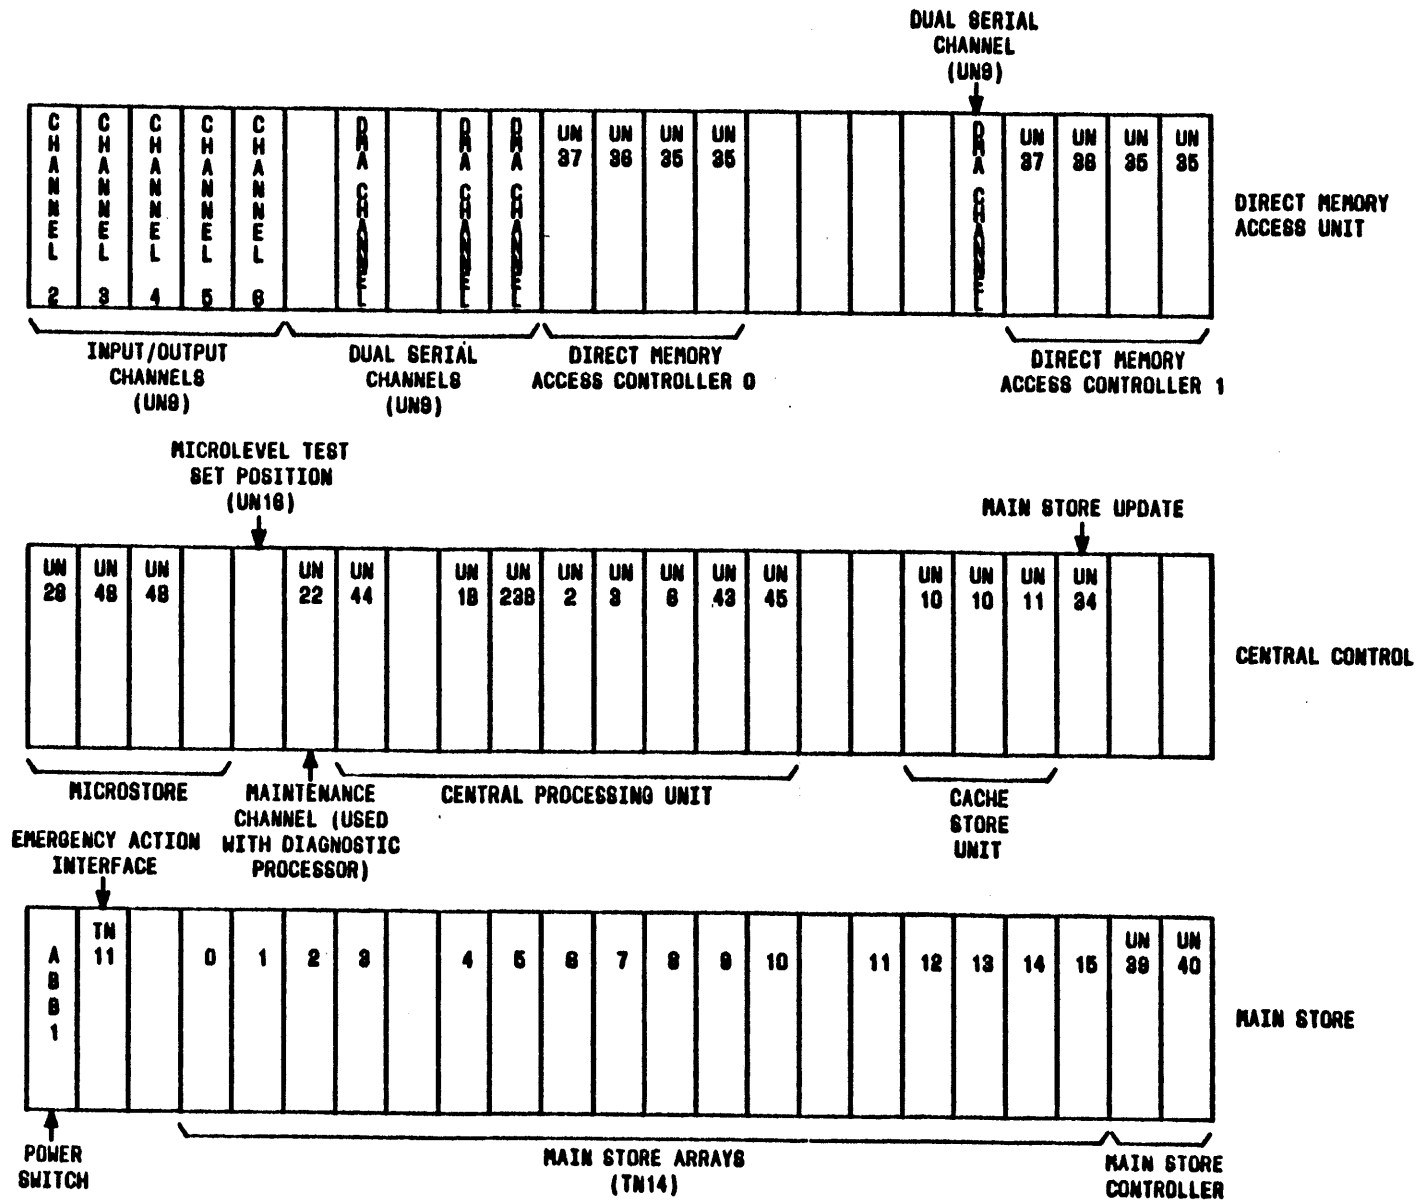 DUAL SERIAL
CHANNEL
(UN9)
CHANNEL 2
CHANNEL 3
CHANNEL 4
CHANNEL 5
CHANNEL 6
DMA CHANNEL
DMA CHANNEL
DMA CHANNEL
UN 37
UN 36
UN 35
UN 35
DMA CHANNEL
UN 37
UN 36
UN 35
UN 35
DIRECT MEMORY
ACCESS UNIT
INPUT/OUTPUT
CHANNELS
(UN9)
DUAL SERIAL
CHANNELS
(UN9)
DIRECT MEMORY
ACCESS CONTROLLER 0
DIRECT MEMORY
ACCESS CONTROLLER 1
MICROLEVEL TEST
SET POSITION
(UN16)
MAIN STORE UPDATE
UN 28
UN 48
UN 48
UN 22
UN 44
UN 18
UN 23B
UN 2
UN 3
UN 6
UN 43
UN 45
UN 10
UN 10
UN 11
UN 34
CENTRAL CONTROL
MICROSTORE
MAINTENANCE
CHANNEL (USED
WITH DIAGNOSTIC
PROCESSOR)
CENTRAL PROCESSING UNIT
CACHE
STORE
UNIT
EMERGENCY ACTION
INTERFACE
ABB1
TN 11
0
1
2
3
4
5
6
7
8
9
10
11
12
13
14
15
UN 39
UN 40
MAIN STORE
POWER
SWITCH
MAIN STORE ARRAYS
(TN14)
MAIN STORE
CONTROLLER